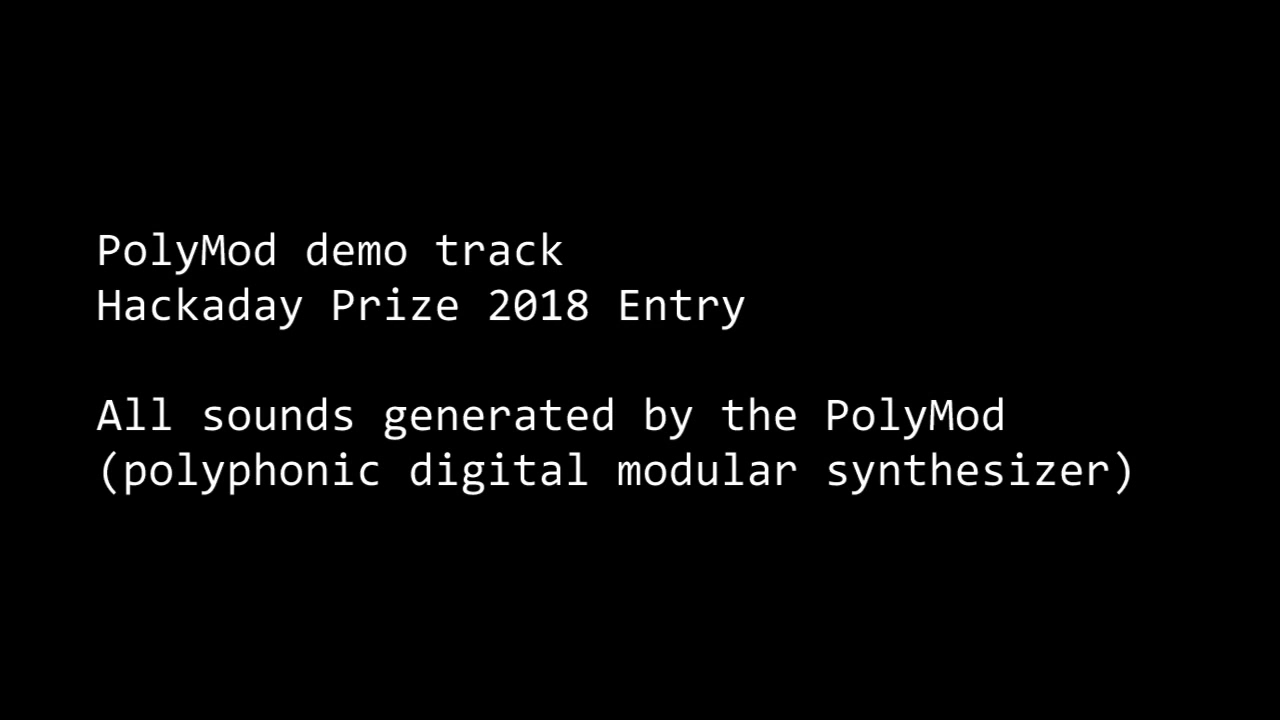 PolyMod demo track
Hackaday Prize 2018 Entry
All sounds generated by the PolyMod
(polyphonic digital modular synthesizer)